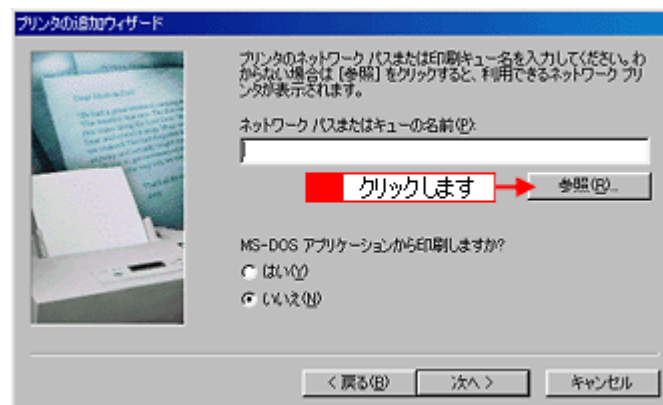 プリンタの追加ウィザード
プリンタのネットワーク パスまたは印刷キュー名を入力してください。わ
からない場合は [参照] をクリックすると、利用できるネットワーク プリ
ンタが表示されます。
ネットワーク パスまたはキューの名前(P):
クリックします
参照(R)...
MS-DOS アプリケーションから印刷しますか?
はい(Y)
いいえ(N)
< 戻る(B)
次へ >
キャンセル